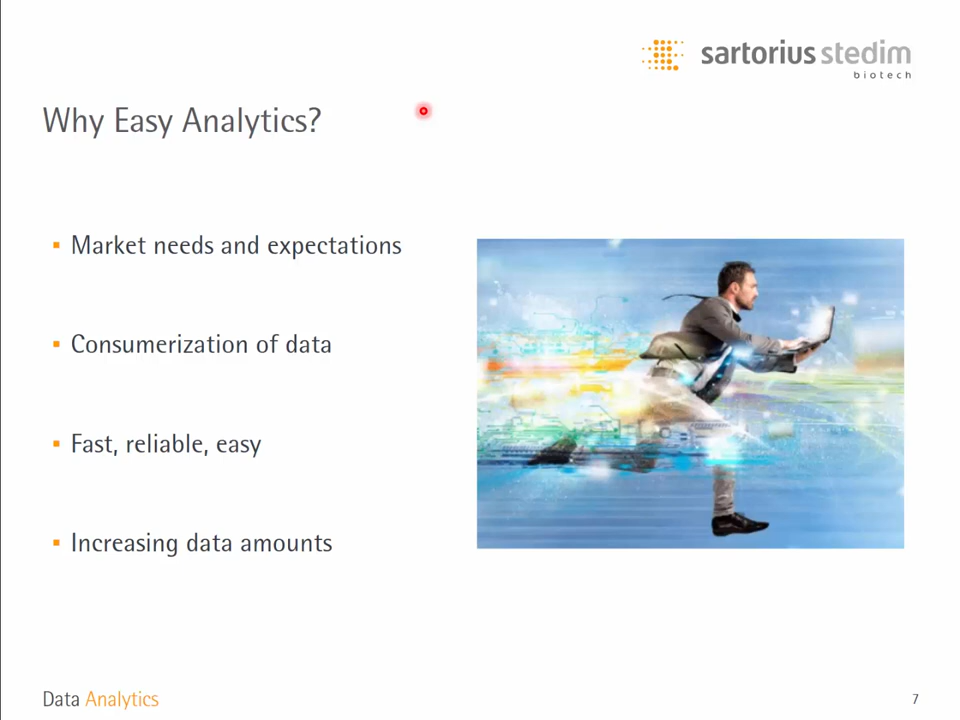 sartorius stedim
biotech
Why Easy Analytics?
Market needs and expectations
Consumerization of data
Fast, reliable, easy
Increasing data amounts
Data Analytics
7